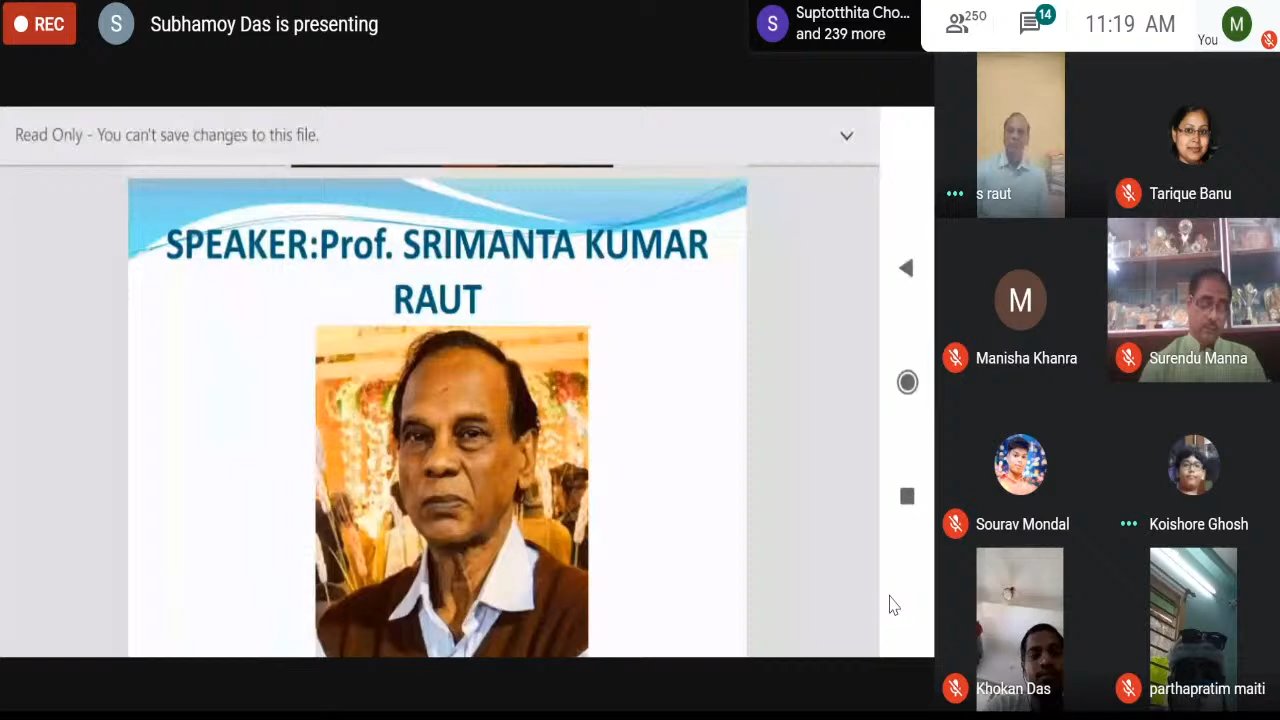 REC
S
Subhamoy Das is presenting
S
Suptotthita Cho...
and 239 more
250
14
11:19 AM
You
M
Read Only - You can't save changes to this file.
SPEAKER:Prof. SRIMANTA KUMAR
RAUT
s raut
Tarique Banu
M
Manisha Khanra
Surendu Manna
Sourav Mondal
Koishore Ghosh
Khokan Das
parthapratim maiti